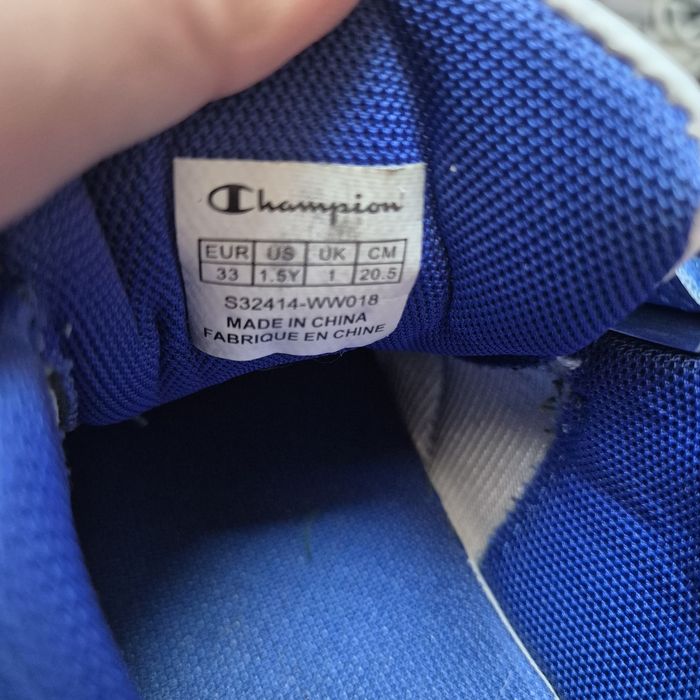 Champion
EUR US UK CM
33 1.5Y 1 20.5
S32414-WW018
MADE IN CHINA
FABRIQUE EN CHINE